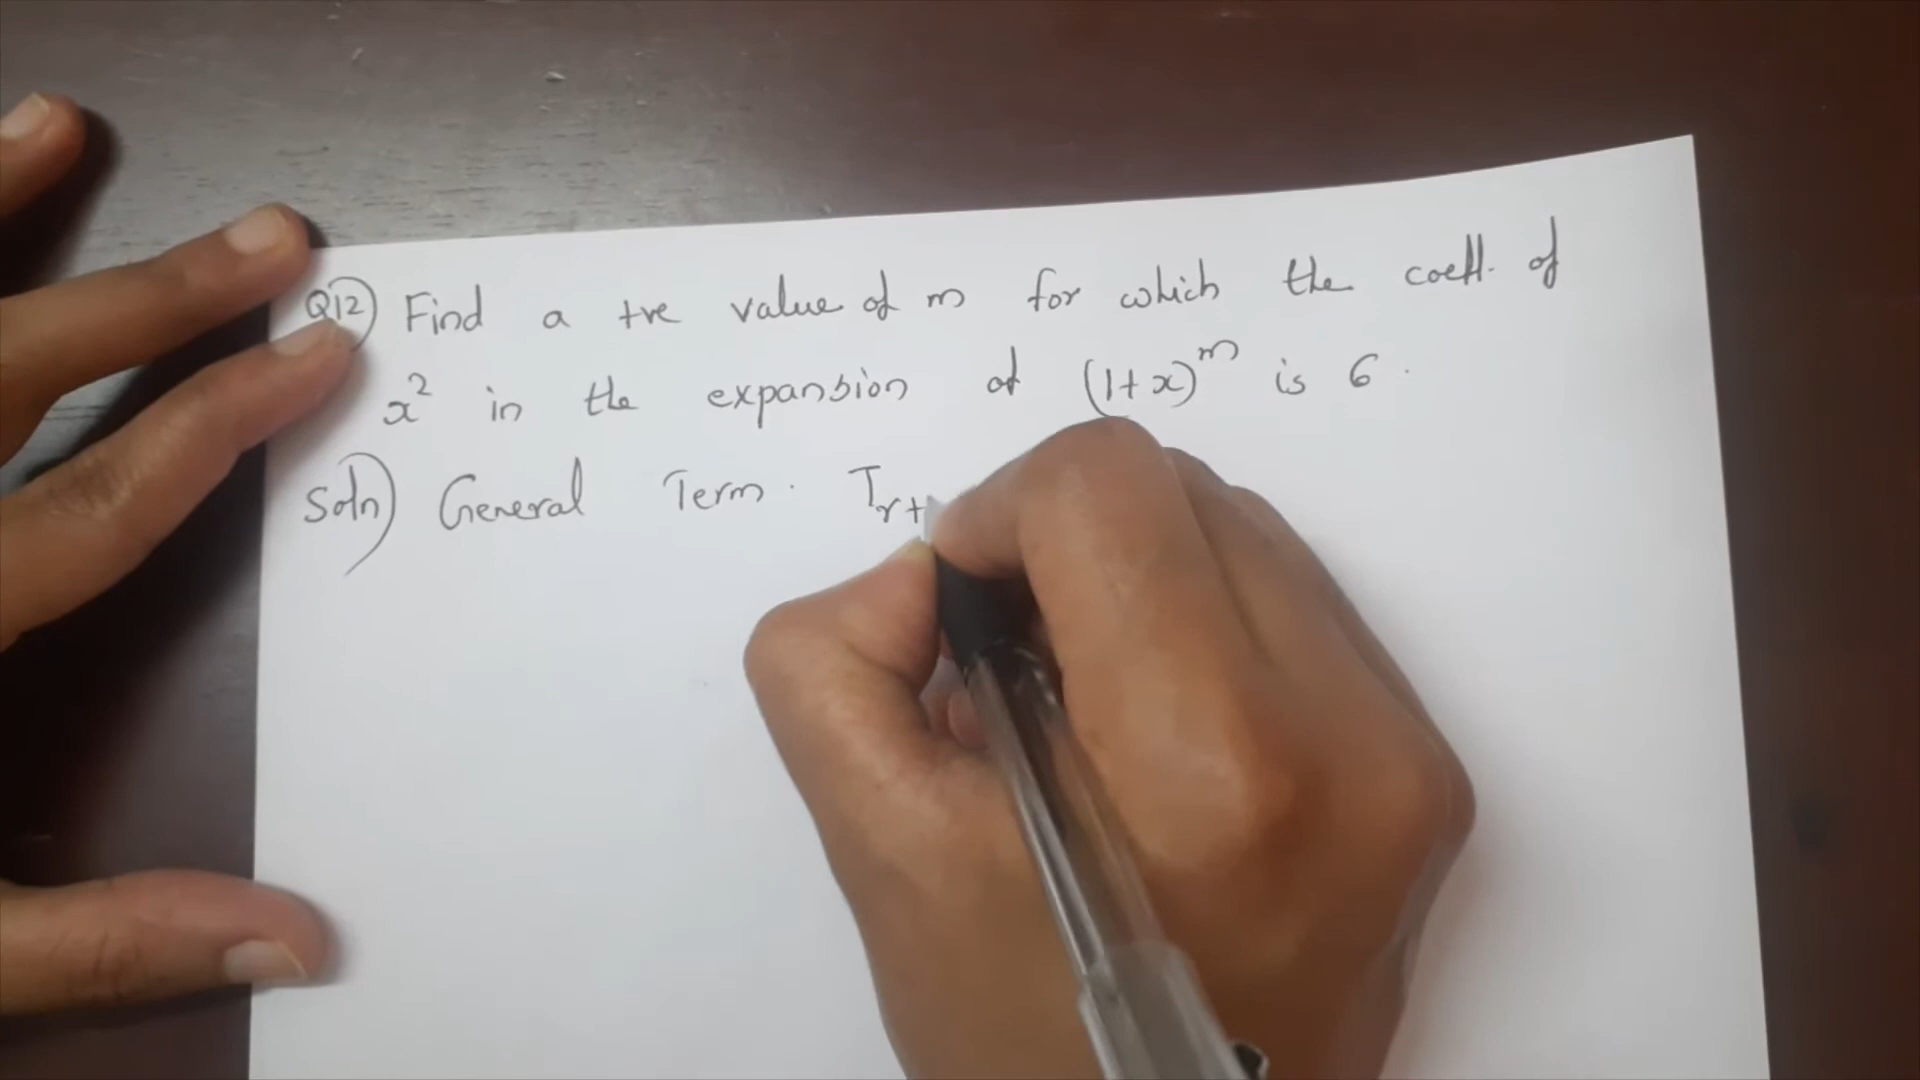 Q12) Find a +ve value of m for which the coeff. of
x² in the expansion of (1+x)ᵐ is 6.
Soln) General Term. Tr+